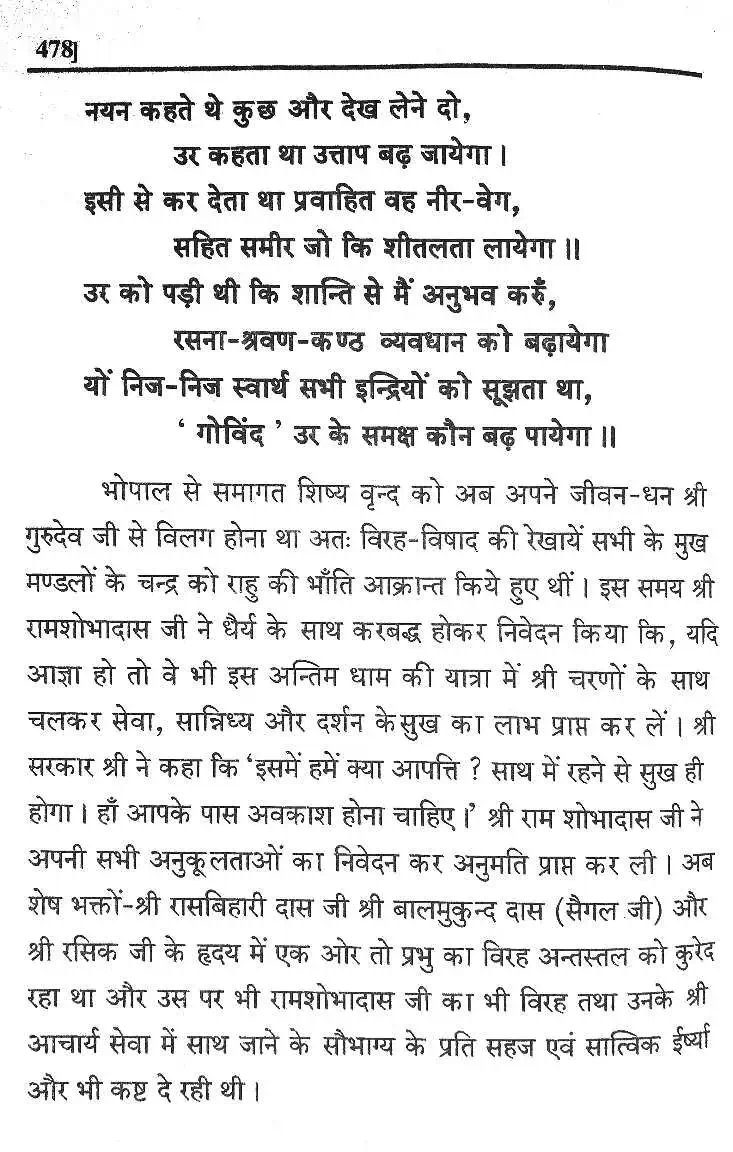 478]
नयन कहते थे कुछ और देख लेने दो,
उर कहता था उत्ताप बढ़ जायेगा ।
इसी से कर देता था प्रवाहित वह नीर-वेग,
सहित समीर जो कि शीतलता लायेगा ॥
उर को पड़ी थी कि शान्ति से मैं अनुभव करुँ,
रसना-श्रवण-कण्ठ व्यवधान को बढ़ायेगा
यों निज-निज स्वार्थ सभी इन्द्रियों को सूझता था,
‘ गोविंद ’ उर के समक्ष कौन बढ़ पायेगा ॥
भोपाल से समागत शिष्य वृन्द को अब अपने जीवन-धन श्री
गुरुदेव जी से विलग होना था अतः विरह-विषाद की रेखायें सभी के मुख
मण्डलों के चन्द्र को राहु की भाँति आक्रान्त किये हुए थीं । इस समय श्री
रामशोभादास जी ने धैर्य के साथ करबद्ध होकर निवेदन किया कि, यदि
आज्ञा हो तो वे भी इस अन्तिम धाम की यात्रा में श्री चरणों के साथ
चलकर सेवा, सान्निध्य और दर्शन केसुख का लाभ प्राप्त कर लें । श्री
सरकार श्री ने कहा कि ‘इसमें हमें क्या आपत्ति ? साथ में रहने से सुख ही
होगा । हाँ आपके पास अवकाश होना चाहिए ।’ श्री राम शोभादास जी ने
अपनी सभी अनुकूलताओं का निवेदन कर अनुमति प्राप्त कर ली । अब
शेष भक्तों-श्री रासबिहारी दास जी श्री बालमुकुन्द दास (सैगल जी) और
श्री रसिक जी के हृदय में एक ओर तो प्रभु का विरह अन्तस्तल को कुरेद
रहा था और उस पर भी रामशोभादास जी का भी विरह तथा उनके श्री
आचार्य सेवा में साथ जाने के सौभाग्य के प्रति सहज एवं सात्विक ईर्ष्या
और भी कष्ट दे रही थी ।